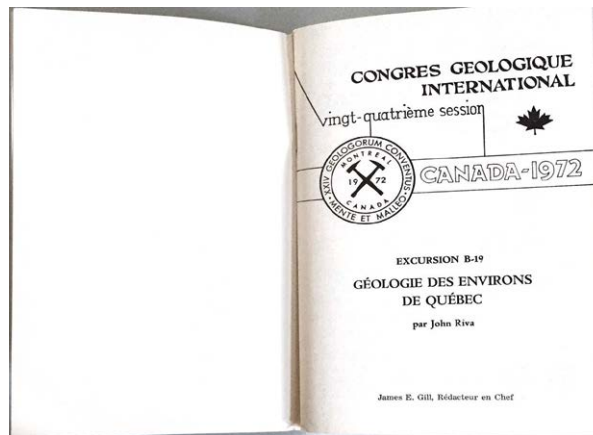 CONGRES GEOLOGIQUE
INTERNATIONAL
vingt-quatrième session
XXIV GEOLOGORUM CONVENTUS
MONTREAL
19 72
CANADA
MENTE ET MALLEO
CANADA-1972
EXCURSION B-19
GÉOLOGIE DES ENVIRONS
DE QUÉBEC
par John Riva
James E. Gill, Rédacteur en Chef